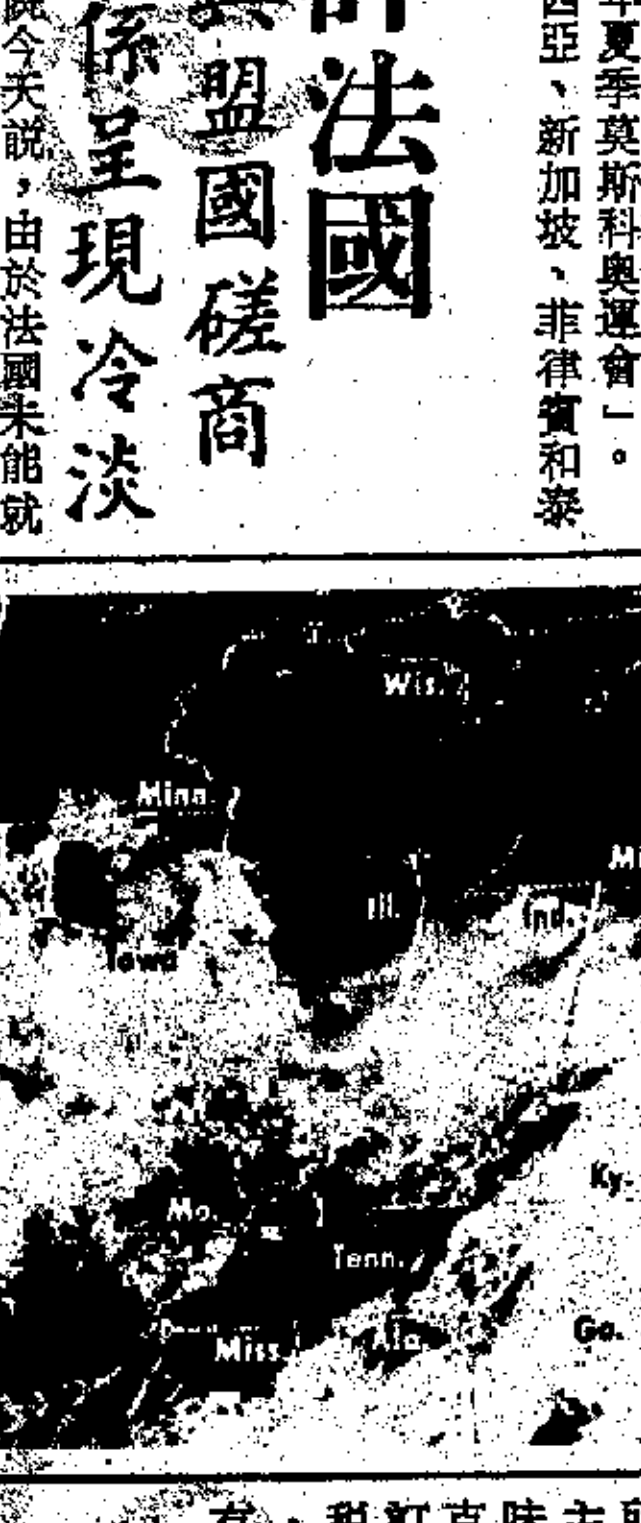 夏季莫斯科奧運會」。
西亞、新加坡、菲律賓和泰
法國
盟國磋商
係呈現冷淡
今天說，由於法國未能就
Wis.
Minn.
Ill.
Ind.
Iowa
Mo.
Ky.
Tenn.
Miss.
Ala.
Ga.